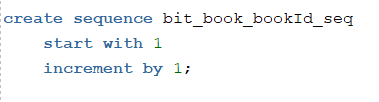 create sequence bit_book_bookId_seq
start with 1
increment by 1;